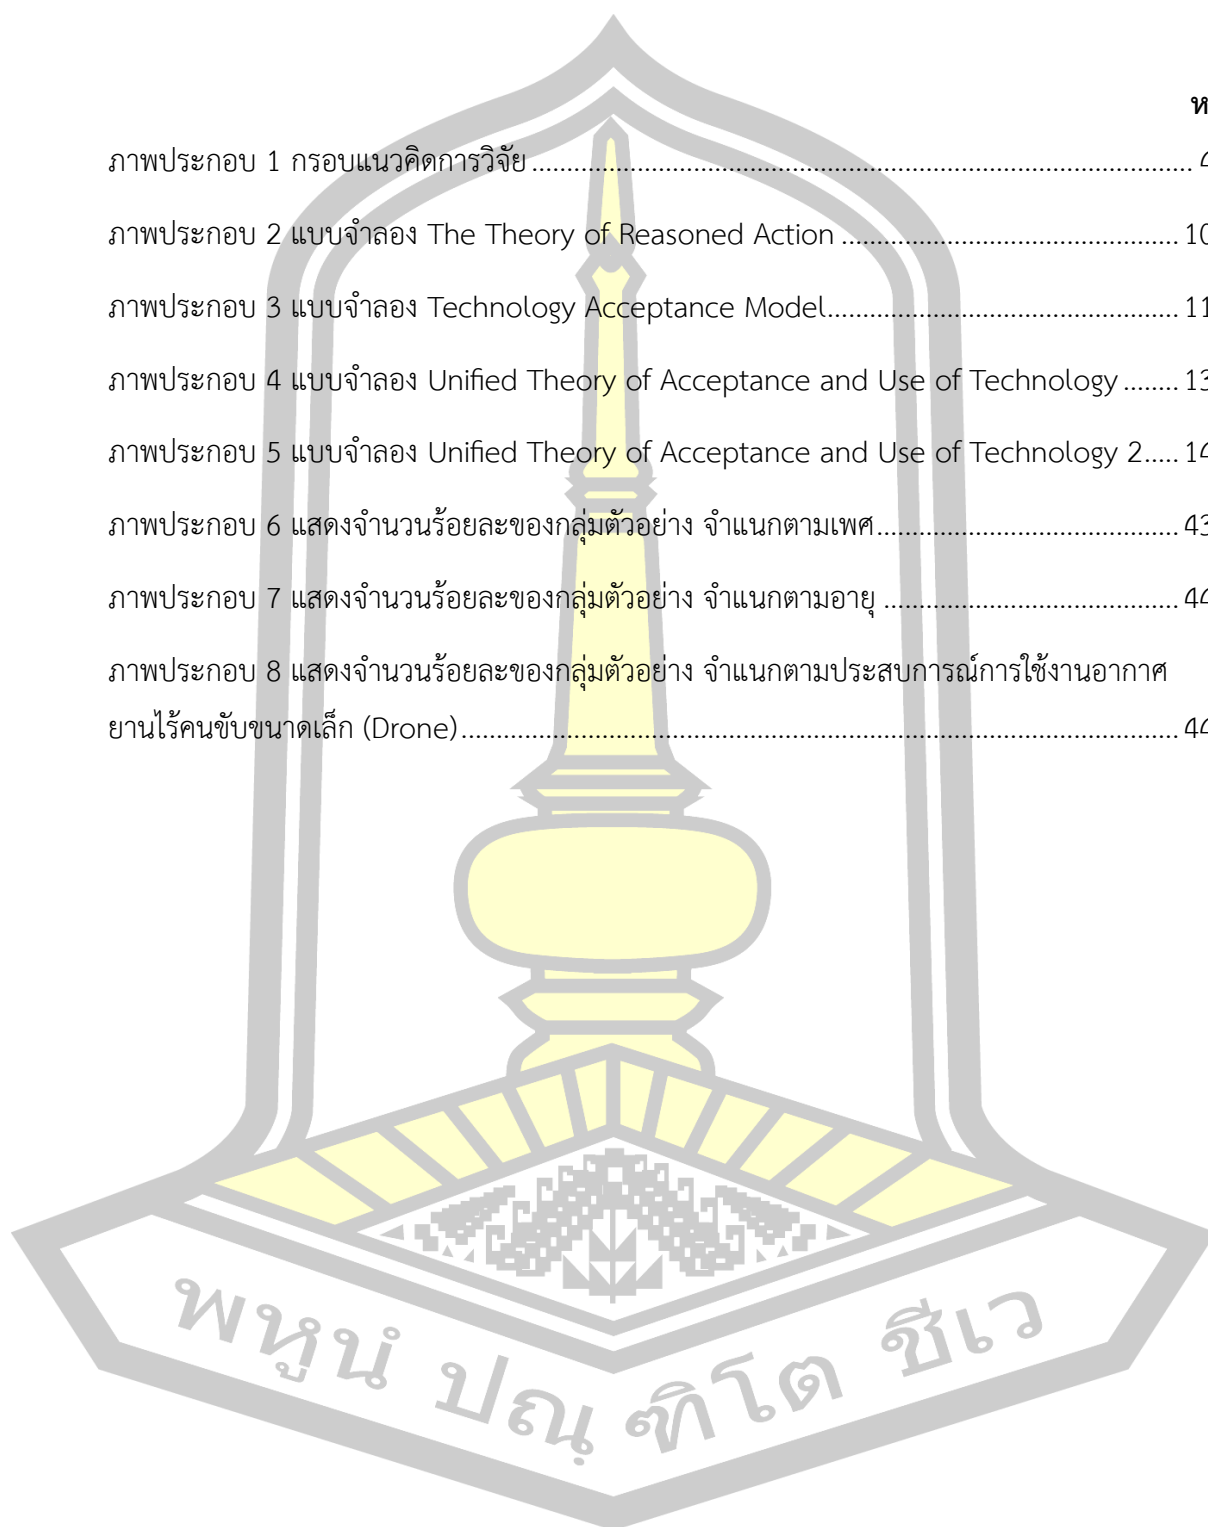 ห
ภาพประกอบ 1 กรอบแนวคิดการวิจัย .............................................................................................. 4
ภาพประกอบ 2 แบบจำลอง The Theory of Reasoned Action ................................................ 10
ภาพประกอบ 3 แบบจำลอง Technology Acceptance Model.................................................. 11
ภาพประกอบ 4 แบบจำลอง Unified Theory of Acceptance and Use of Technology ........ 13
ภาพประกอบ 5 แบบจำลอง Unified Theory of Acceptance and Use of Technology 2..... 14
ภาพประกอบ 6 แสดงจำนวนร้อยละของกลุ่มตัวอย่าง จำแนกตามเพศ........................................... 43
ภาพประกอบ 7 แสดงจำนวนร้อยละของกลุ่มตัวอย่าง จำแนกตามอายุ .......................................... 44
ภาพประกอบ 8 แสดงจำนวนร้อยละของกลุ่มตัวอย่าง จำแนกตามประสบการณ์การใช้งานอากาศ
ยานไร้คนขับขนาดเล็ก (Drone)...................................................................................................... 44
พหูนํ ปณฺฑิโต ชีเว